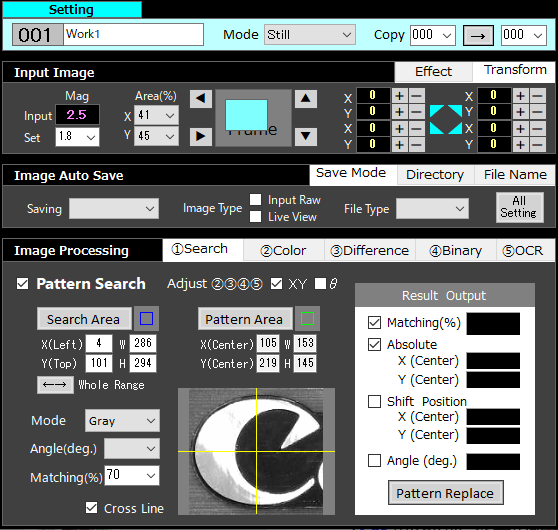 Setting
001 Work1 Mode Still Copy 000 → 000
Input Image Effect Transform
Mag Area(%)
Input 2.5 X 41 ◀ ▲ X 0 + − X 0 + −
Y 0 + − Y 0 + −
Set 1.8 Y 45 ▶ Frame ▼ X 0 + − X 0 + −
Y 0 + − Y 0 + −
Image Auto Save Save Mode Directory File Name
Saving Image Type Input Raw File Type All
Live View Setting
Image Processing ①Search ②Color ③Difference ④Binary ⑤OCR
Pattern Search Adjust ②③④⑤ XY θ
Search Area Pattern Area
X(Left) 4 W 286 X(Center) 105 W 153
Y(Top) 101 H 294 Y(Center) 219 H 145
←→ Whole Range
Mode Gray
Angle(deg.)
Matching(%) 70
Cross Line
Result Output
Matching(%)
Absolute
X (Center)
Y (Center)
Shift Position
X (Center)
Y (Center)
Angle (deg.)
Pattern Replace